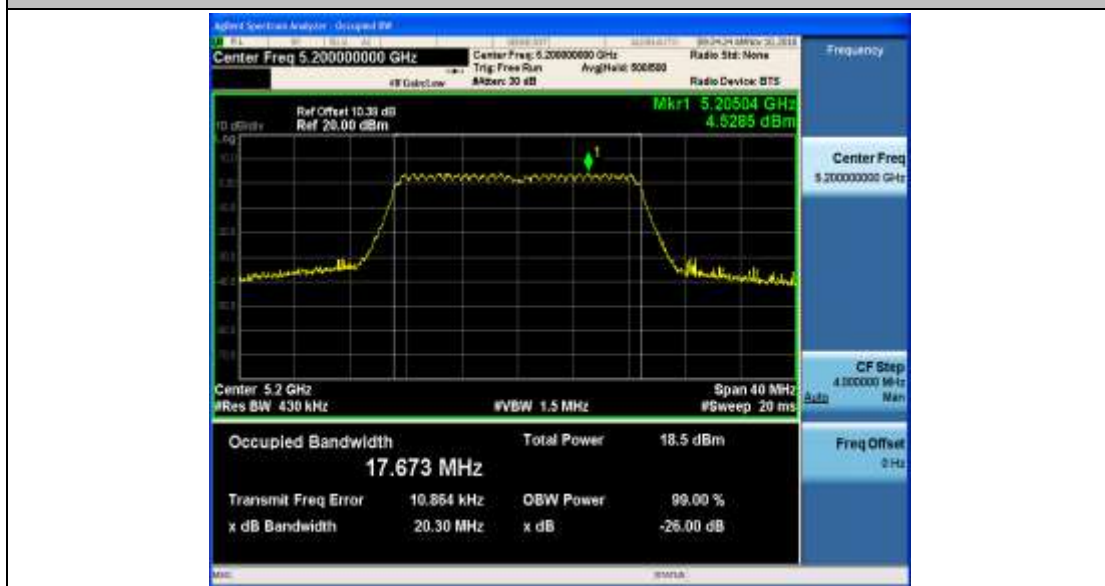 Agilent Spectrum Analyzer - Occupied BW
Center Freq 5.200000000 GHz
Center Freq: 5.200000000 GHz
Radio Std: None
Trig: Free Run
Avg|Hold: 500/500
#IFGain:Low
#Atten: 30 dB
Radio Device: BTS
Frequency
Mkr1 5.20504 GHz
4.5285 dBm
Ref Offset 10.39 dB
10 dB/div
Ref 20.00 dBm
Log
1
Center Freq
5.200000000 GHz
Center 5.2 GHz
Span 40 MHz
#Res BW 430 kHz
#VBW 1.5 MHz
#Sweep 20 ms
CF Step
4.000000 MHz
Auto
Man
Occupied Bandwidth
Total Power
18.5 dBm
17.673 MHz
Transmit Freq Error
10.864 kHz
OBW Power
99.00 %
x dB Bandwidth
20.30 MHz
x dB
-26.00 dB
Freq Offset
0 Hz
MSG
STATUS